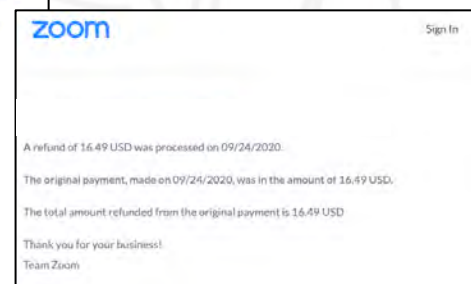 zoom
Sign In
A refund of 16.49 USD was processed on 09/24/2020.
The original payment, made on 09/24/2020, was in the amount of 16.49 USD.
The total amount refunded from the original payment is 16.49 USD
Thank you for your business!
Team Zoom